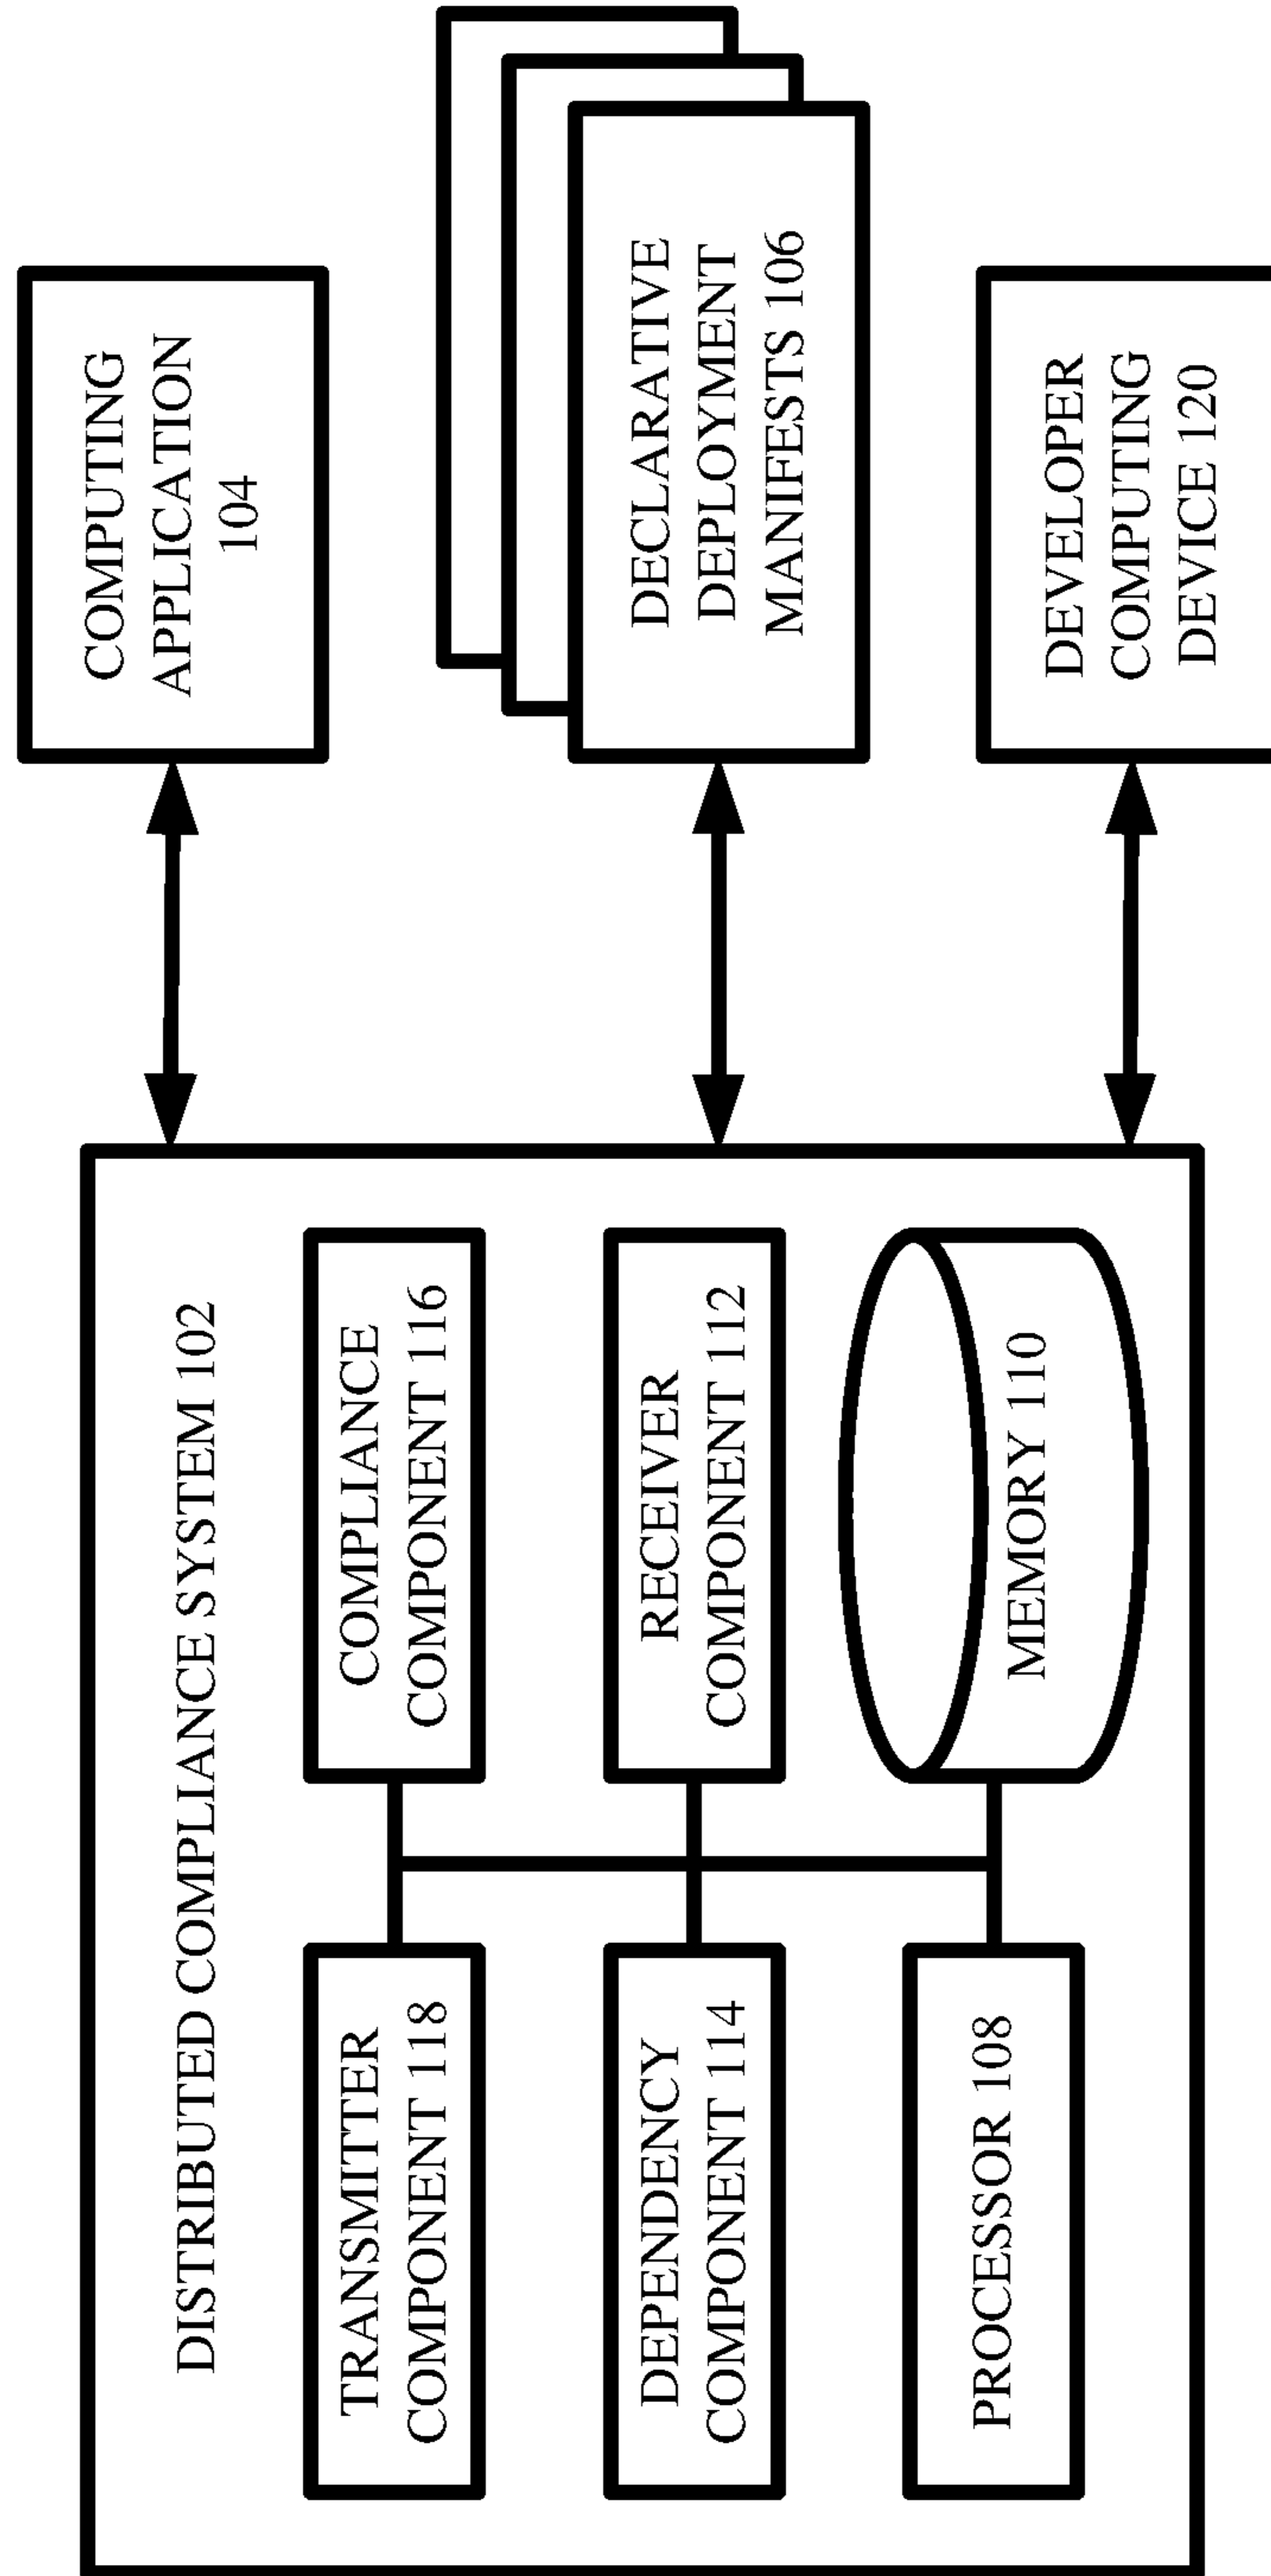 DISTRIBUTED COMPLIANCE SYSTEM 102
TRANSMITTER
COMPONENT 118
COMPLIANCE
COMPONENT 116
DEPENDENCY
COMPONENT 114
RECEIVER
COMPONENT 112
PROCESSOR 108
MEMORY 110
COMPUTING
APPLICATION
104
DECLARATIVE
DEPLOYMENT
MANIFESTS 106
DEVELOPER
COMPUTING
DEVICE 120